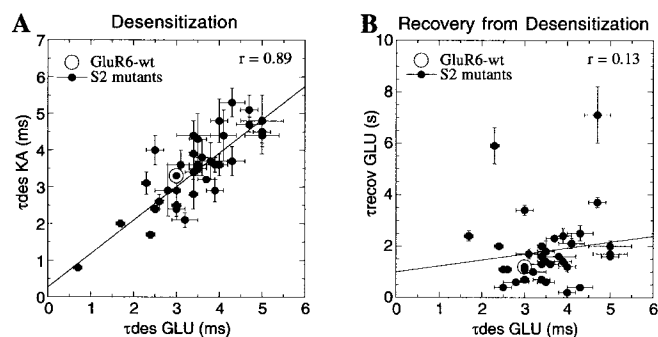 A
Desensitization
7
6
5
4
3
2
1
0
τdes KA (ms)
GluR6-wt
S2 mutants
r = 0.89
0 1 2 3 4 5 6
τdes GLU (ms)
B
Recovery from Desensitization
10
8
6
4
2
0
τrecov GLU (s)
GluR6-wt
S2 mutants
r = 0.13
0 1 2 3 4 5 6
τdes GLU (ms)